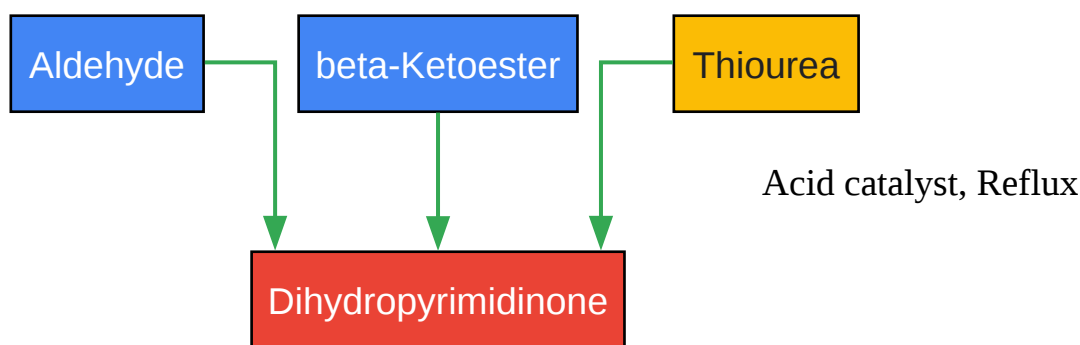 Aldehyde
beta-Ketoester
Thiourea
Acid catalyst, Reflux
Dihydropyrimidinone